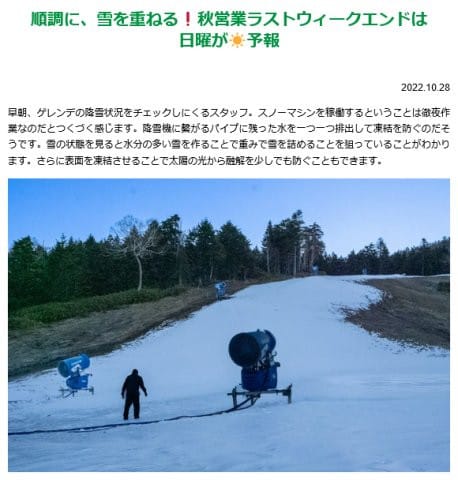 順調に、雪を重ねる❗秋営業ラストウィークエンドは
日曜が☀予報
2022.10.28
早朝、ゲレンデの降雪状況をチェックしにくるスタッフ。スノーマシンを稼働するということは徹夜作
業なのだとつくづく感じます。降雪機に繋がるパイプに残った水を一つ一つ排出して凍結を防ぐのだそ
うです。雪の状態を見ると水分の多い雪を作ることで重みで雪を詰めることを狙っていることがわかり
ます。さらに表面を凍結させることで太陽の光から融解を少しでも防ぐこともできます。